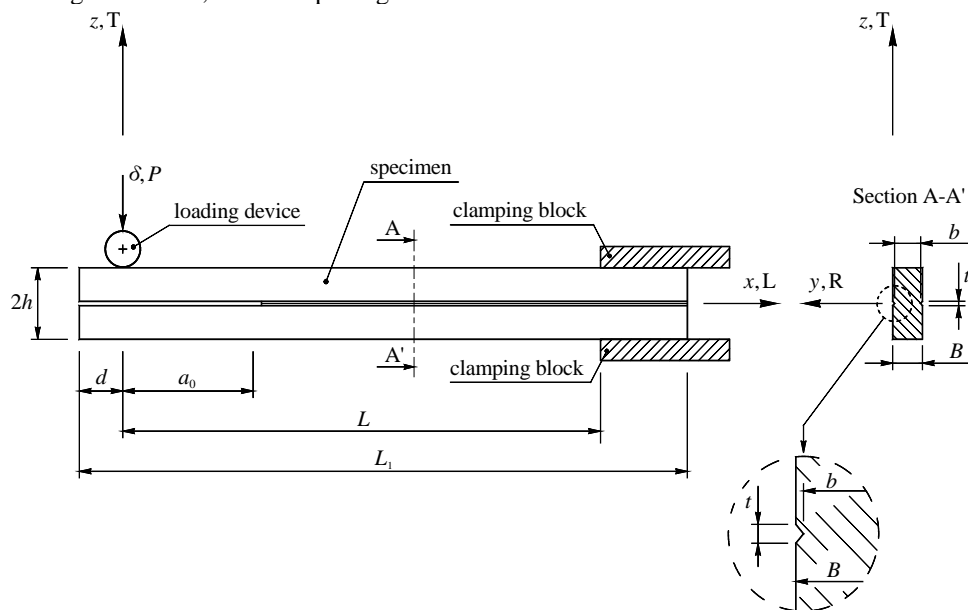 z, T
z, T
δ, P
specimen
loading device
clamping block
Section A-A'
A
b
t
2h
x, L
y, R
A'
clamping block
B
d
a₀
L
L₁
b
t
B